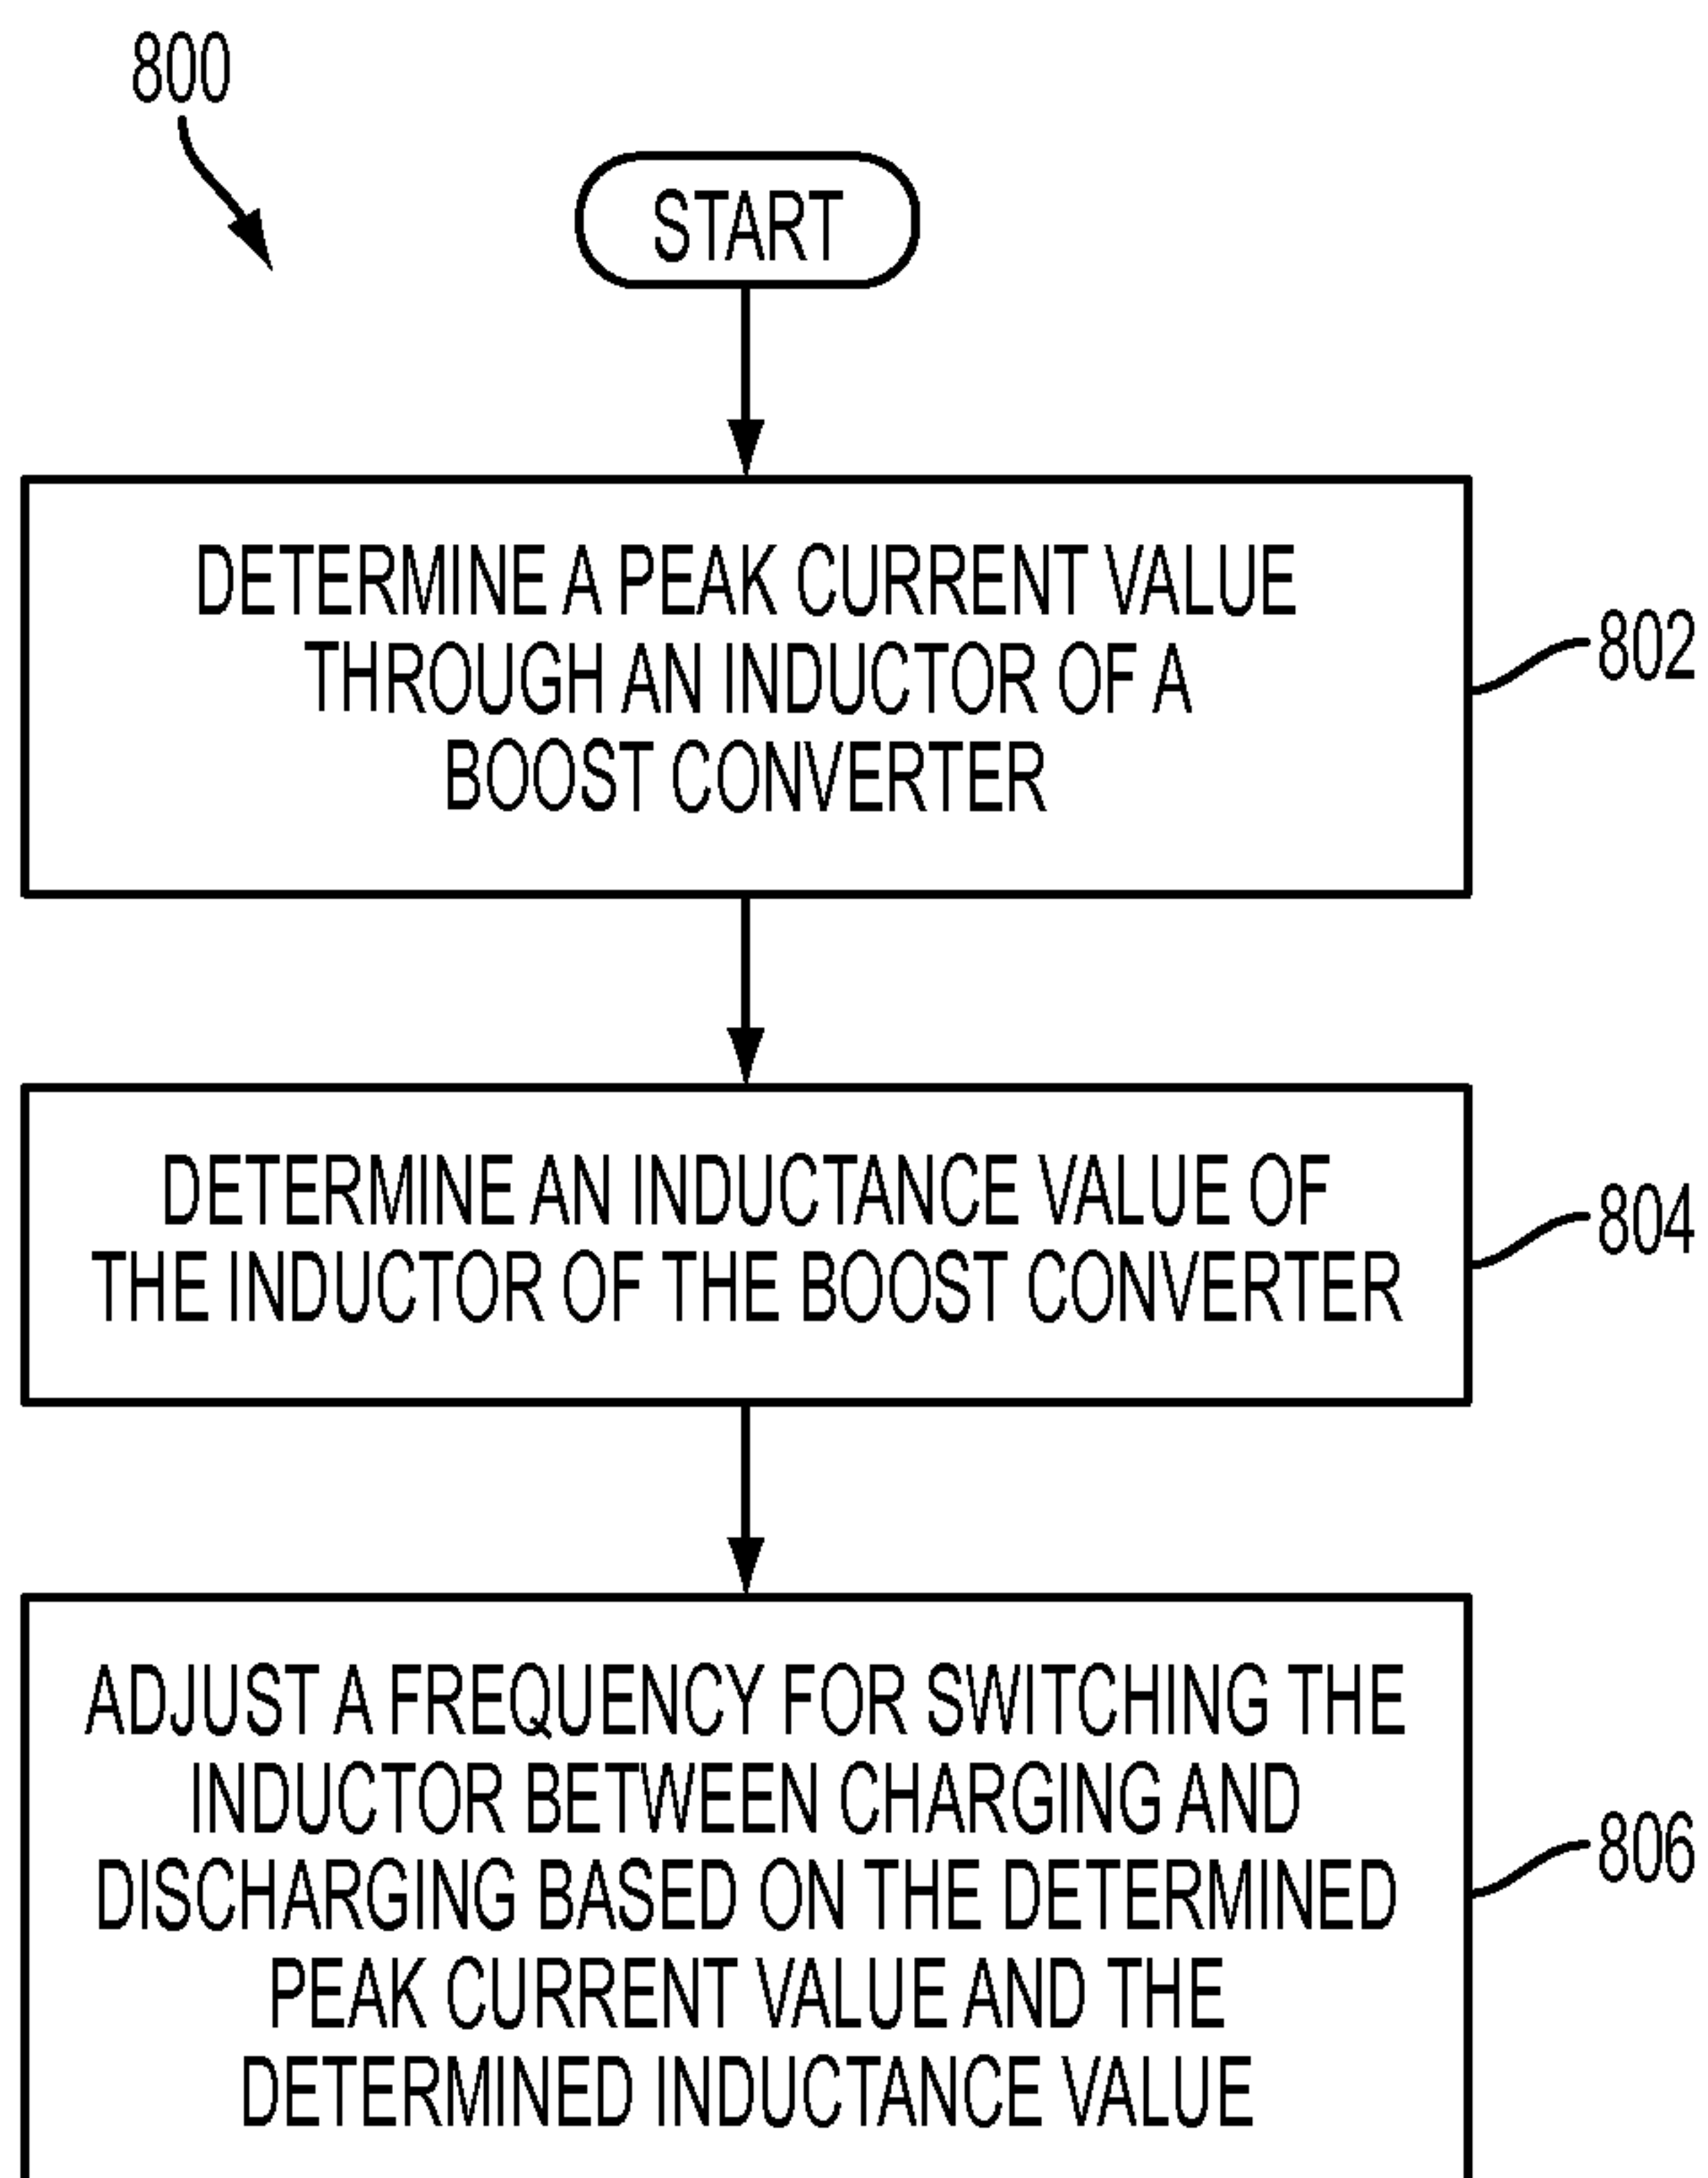 800
START
DETERMINE A PEAK CURRENT VALUE
THROUGH AN INDUCTOR OF A
BOOST CONVERTER
802
DETERMINE AN INDUCTANCE VALUE OF
THE INDUCTOR OF THE BOOST CONVERTER
804
ADJUST A FREQUENCY FOR SWITCHING THE
INDUCTOR BETWEEN CHARGING AND
DISCHARGING BASED ON THE DETERMINED
PEAK CURRENT VALUE AND THE
DETERMINED INDUCTANCE VALUE
806